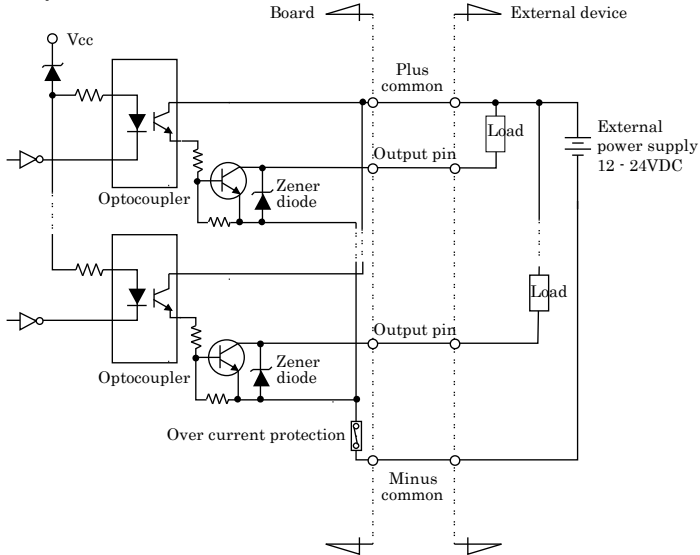 Board
External device
Vcc
Plus
common
Load
External
power supply
12 - 24VDC
Output pin
Zener
diode
Optocoupler
Load
Output pin
Zener
diode
Optocoupler
Over current protection
Minus
common